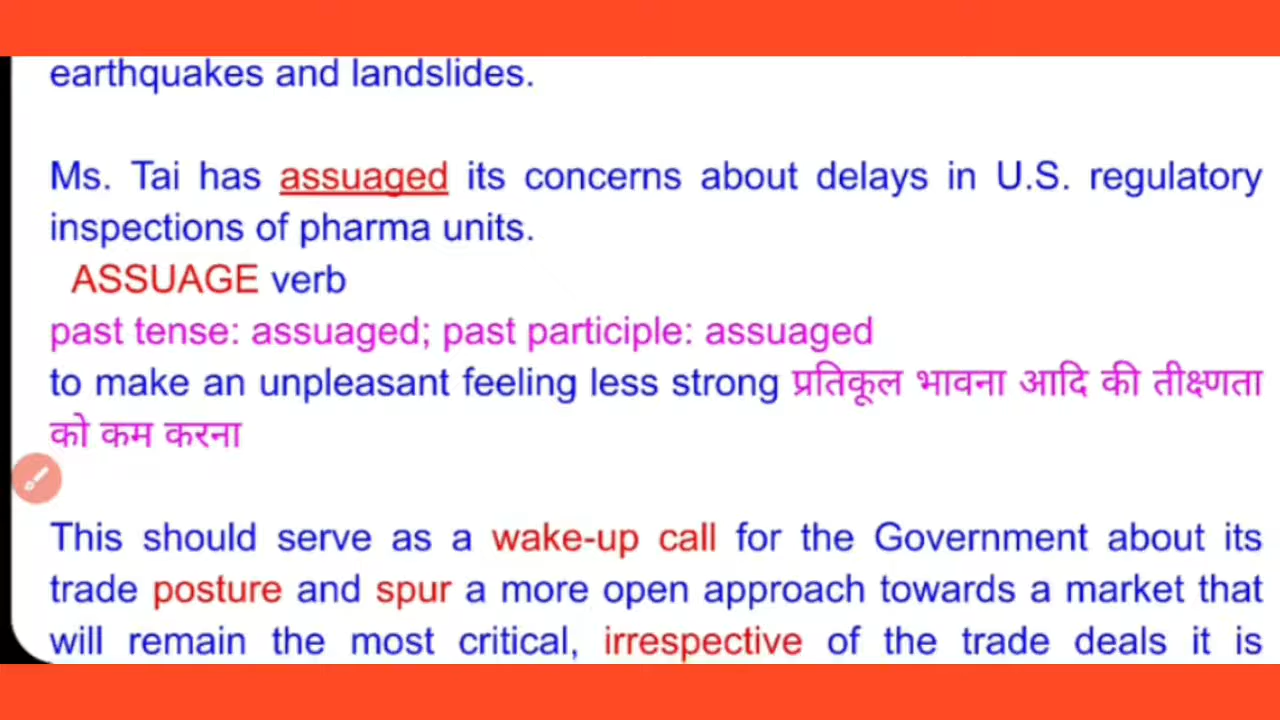 earthquakes and landslides.
Ms. Tai has assuaged its concerns about delays in U.S. regulatory
inspections of pharma units.
ASSUAGE verb
past tense: assuaged; past participle: assuaged
to make an unpleasant feeling less strong प्रतिकूल भावना आदि की तीक्ष्णता
को कम करना
This should serve as a wake-up call for the Government about its
trade posture and spur a more open approach towards a market that
will remain the most critical, irrespective of the trade deals it is